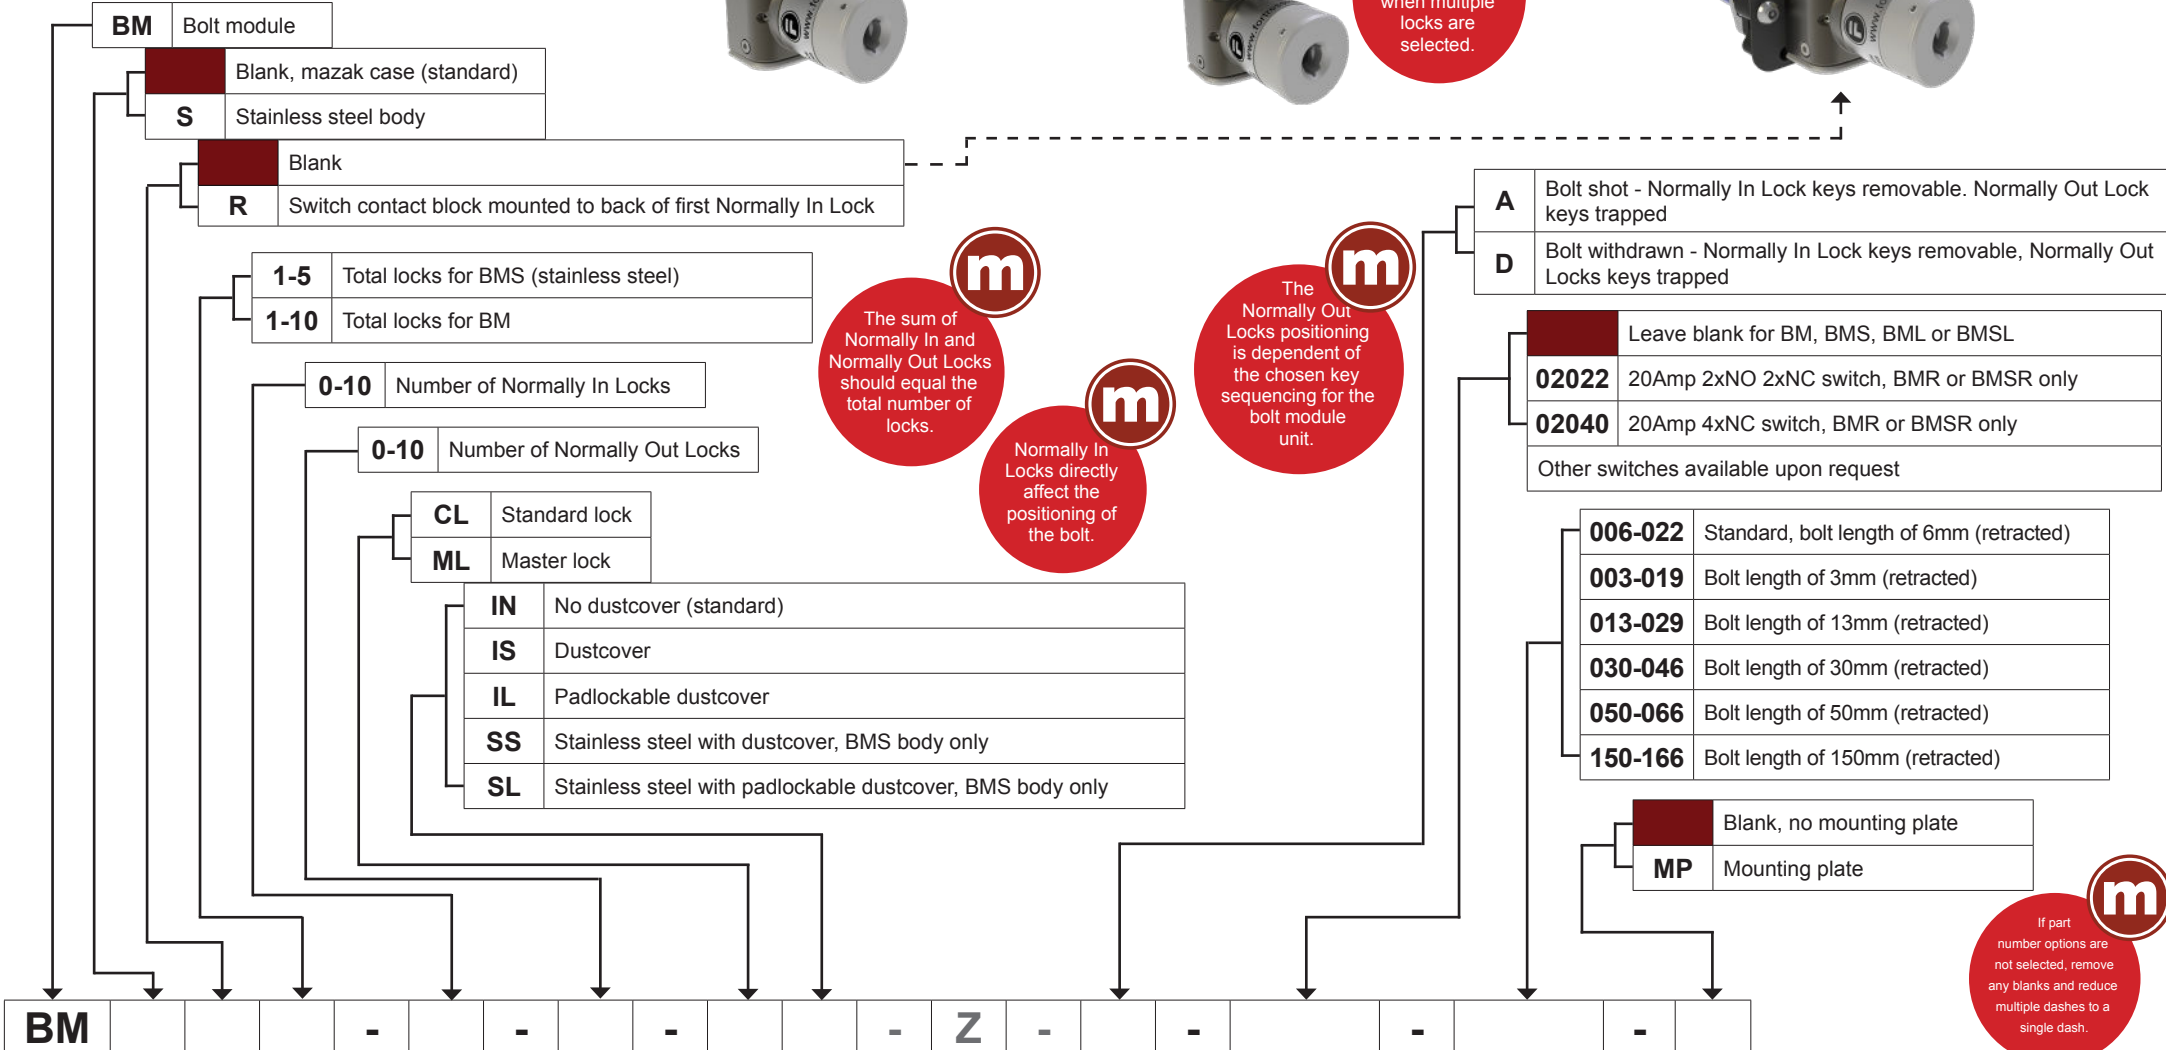 BM Bolt module
Blank, mazak case (standard)
S Stainless steel body
Blank
R Switch contact block mounted to back of first Normally In Lock
1-5 Total locks for BMS (stainless steel)
1-10 Total locks for BM
0-10 Number of Normally In Locks
0-10 Number of Normally Out Locks
CL Standard lock
ML Master lock
IN No dustcover (standard)
IS Dustcover
IL Padlockable dustcover
SS Stainless steel with dustcover, BMS body only
SL Stainless steel with padlockable dustcover, BMS body only
when multiple
locks are
selected.
m
The sum of
Normally In and
Normally Out Locks
should equal the
total number of
locks.
m
Normally In
Locks directly
affect the
positioning of
the bolt.
m
The
Normally Out
Locks positioning
is dependent of
the chosen key
sequencing for the
bolt module
unit.
A Bolt shot - Normally In Lock keys removable. Normally Out Lock
keys trapped
D Bolt withdrawn - Normally In Lock keys removable, Normally Out
Locks keys trapped
Leave blank for BM, BMS, BML or BMSL
02022 20Amp 2xNO 2xNC switch, BMR or BMSR only
02040 20Amp 4xNC switch, BMR or BMSR only
Other switches available upon request
006-022 Standard, bolt length of 6mm (retracted)
003-019 Bolt length of 3mm (retracted)
013-029 Bolt length of 13mm (retracted)
030-046 Bolt length of 30mm (retracted)
050-066 Bolt length of 50mm (retracted)
150-166 Bolt length of 150mm (retracted)
Blank, no mounting plate
MP Mounting plate
m
If part
number options are
not selected, remove
any blanks and reduce
multiple dashes to a
single dash.
BM - - - - Z - - - -